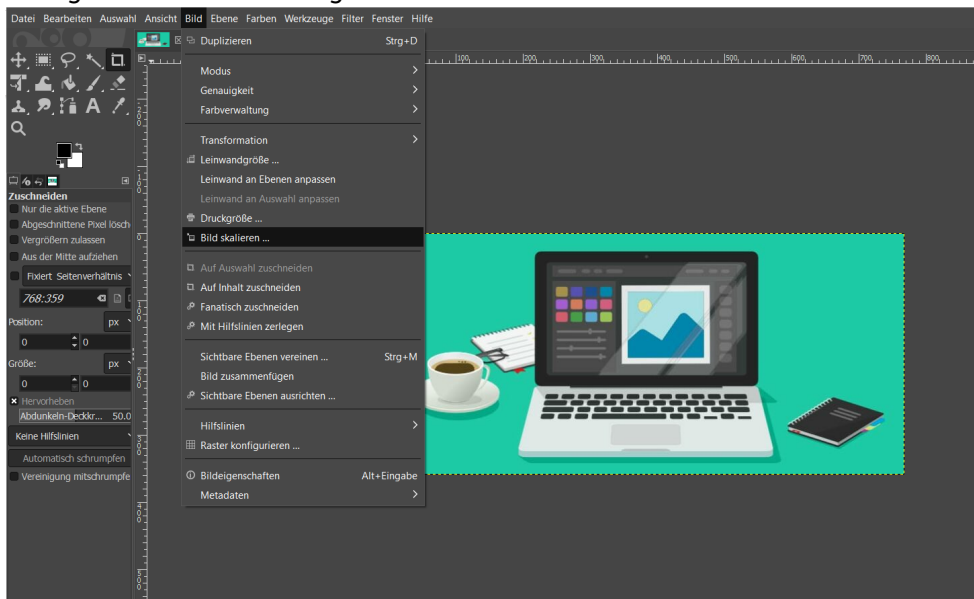 Datei Bearbeiten Auswahl Ansicht Bild Ebene Farben Werkzeuge Filter Fenster Hilfe
Duplizieren Strg+D
Modus
Genauigkeit
Farbverwaltung
Transformation
Leinwandgröße ...
Leinwand an Ebenen anpassen
Leinwand an Auswahl anpassen
Druckgröße ...
Bild skalieren ...
Auf Auswahl zuschneiden
Auf Inhalt zuschneiden
Fanatisch zuschneiden
Mit Hilfslinien zerlegen
Sichtbare Ebenen vereinen ... Strg+M
Bild zusammenfügen
Sichtbare Ebenen ausrichten ...
Hilfslinien
Raster konfigurieren ...
Bildeigenschaften Alt+Eingabe
Metadaten
Zuschneiden
Nur die aktive Ebene
Abgeschnittene Pixel lösch
Vergrößern zulassen
Aus der Mitte aufziehen
Fixiert Seitenverhältnis
768:359
Position: px
0 0
Größe: px
0 0
Hervorheben
Abdunkeln-Deckkr... 50.0
Keine Hilfslinien
Automatisch schrumpfen
Vereinigung mitschrumpfe
100 200 300 400 500 600 700 800